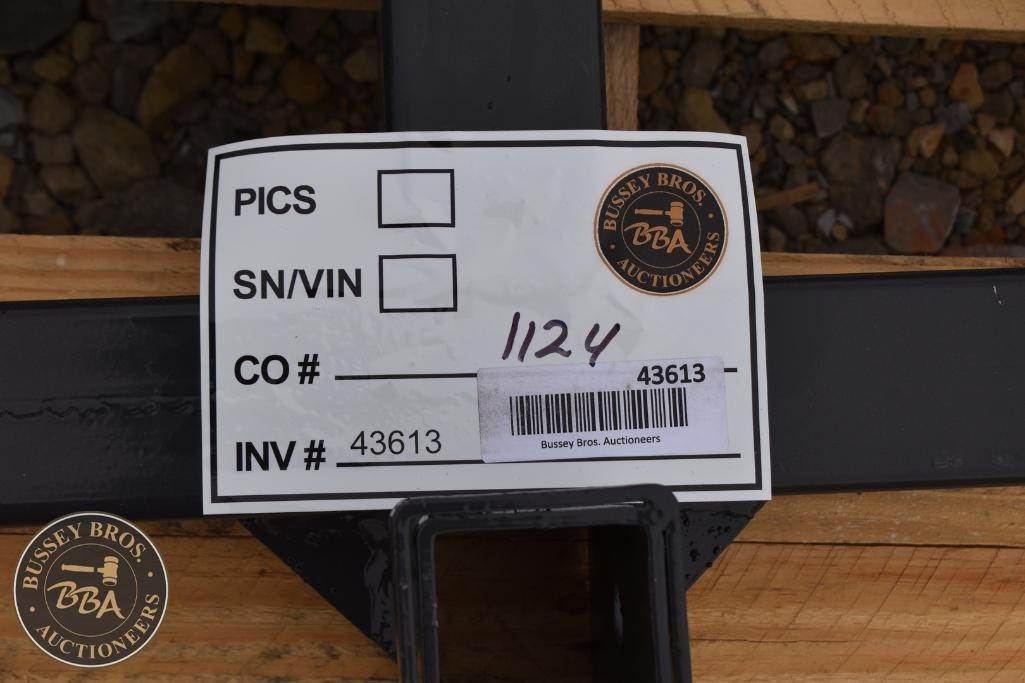 PICS
BUSSEY BROS.
BBA
AUCTIONEERS
SN/VIN
CO # 1124
43613
Bussey Bros. Auctioneers
INV # 43613
BUSSEY BROS.
BBA
AUCTIONEERS